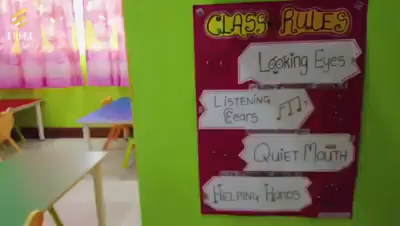 CLASS RULES
Looking Eyes
LISTENING
Ears
QUIET MOUTH
HELPING HANDS